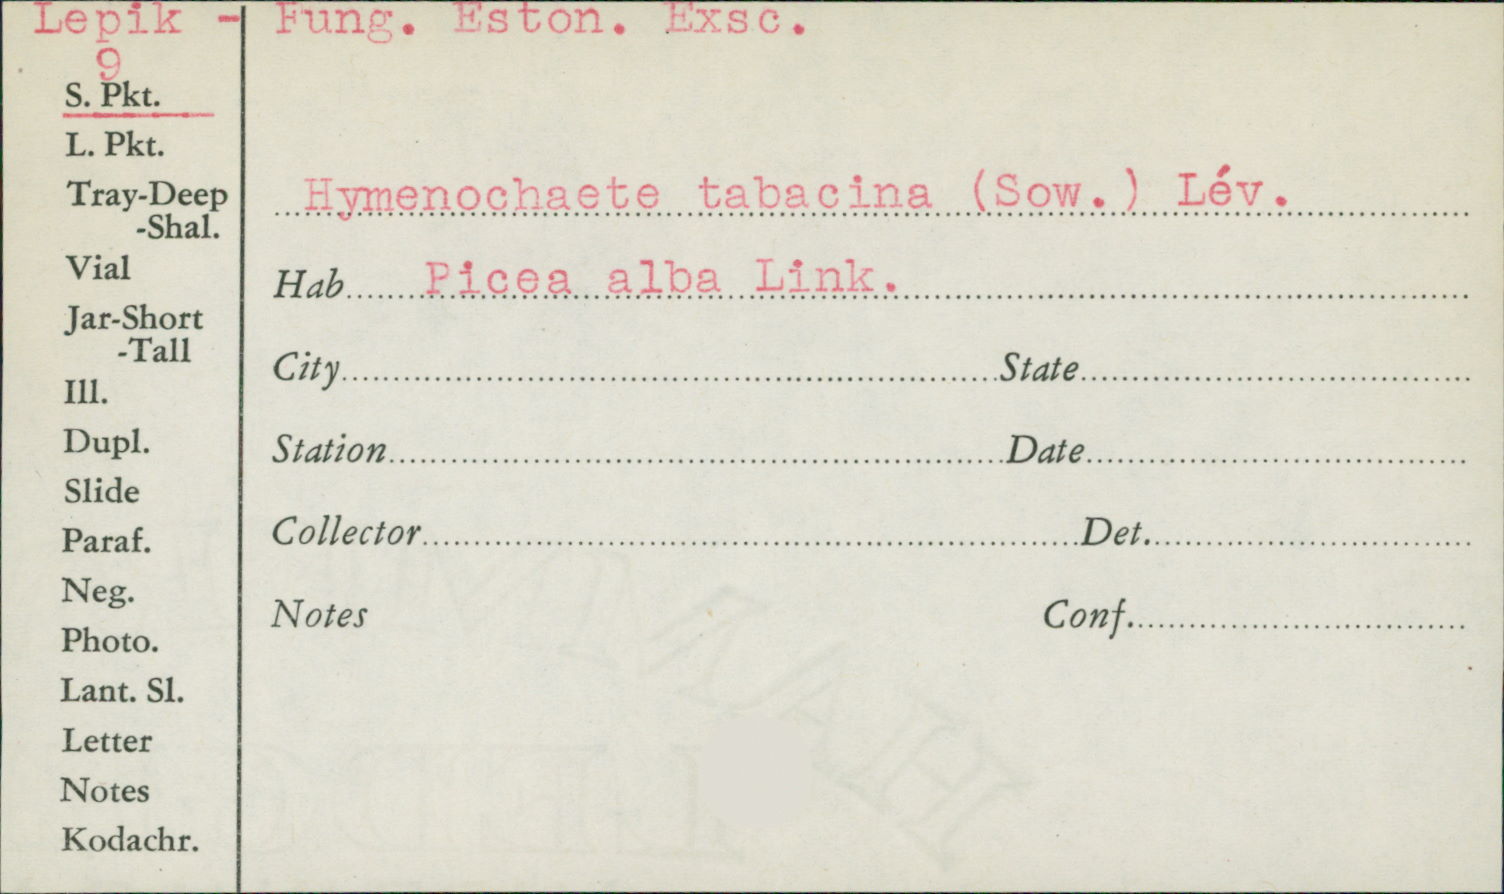 Lepik - Fung. Eston. Exsc.
9
S. Pkt.
L. Pkt.
Tray-Deep
-Shal.
Vial
Jar-Short
-Tall
Ill.
Dupl.
Slide
Paraf.
Neg.
Photo.
Lant. Sl.
Letter
Notes
Kodachr.
Hymenochaete tabacina (Sow.) Lév.
Hab. Picea alba Link.
City State
Station Date
Collector Det.
Notes Conf.